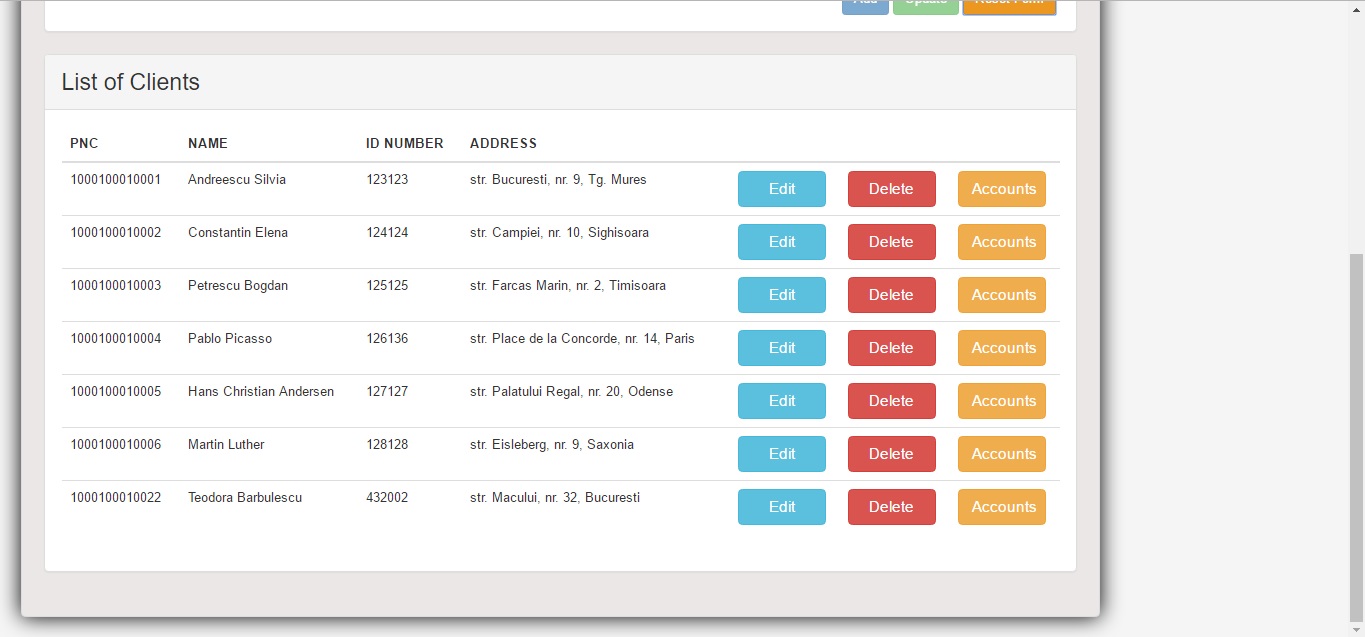 Add Update Reset Form
List of Clients
PNC NAME ID NUMBER ADDRESS
1000100010001 Andreescu Silvia 123123 str. Bucuresti, nr. 9, Tg. Mures Edit Delete Accounts
1000100010002 Constantin Elena 124124 str. Campiei, nr. 10, Sighisoara Edit Delete Accounts
1000100010003 Petrescu Bogdan 125125 str. Farcas Marin, nr. 2, Timisoara Edit Delete Accounts
1000100010004 Pablo Picasso 126136 str. Place de la Concorde, nr. 14, Paris Edit Delete Accounts
1000100010005 Hans Christian Andersen 127127 str. Palatului Regal, nr. 20, Odense Edit Delete Accounts
1000100010006 Martin Luther 128128 str. Eisleberg, nr. 9, Saxonia Edit Delete Accounts
1000100010022 Teodora Barbulescu 432002 str. Macului, nr. 32, Bucuresti Edit Delete Accounts